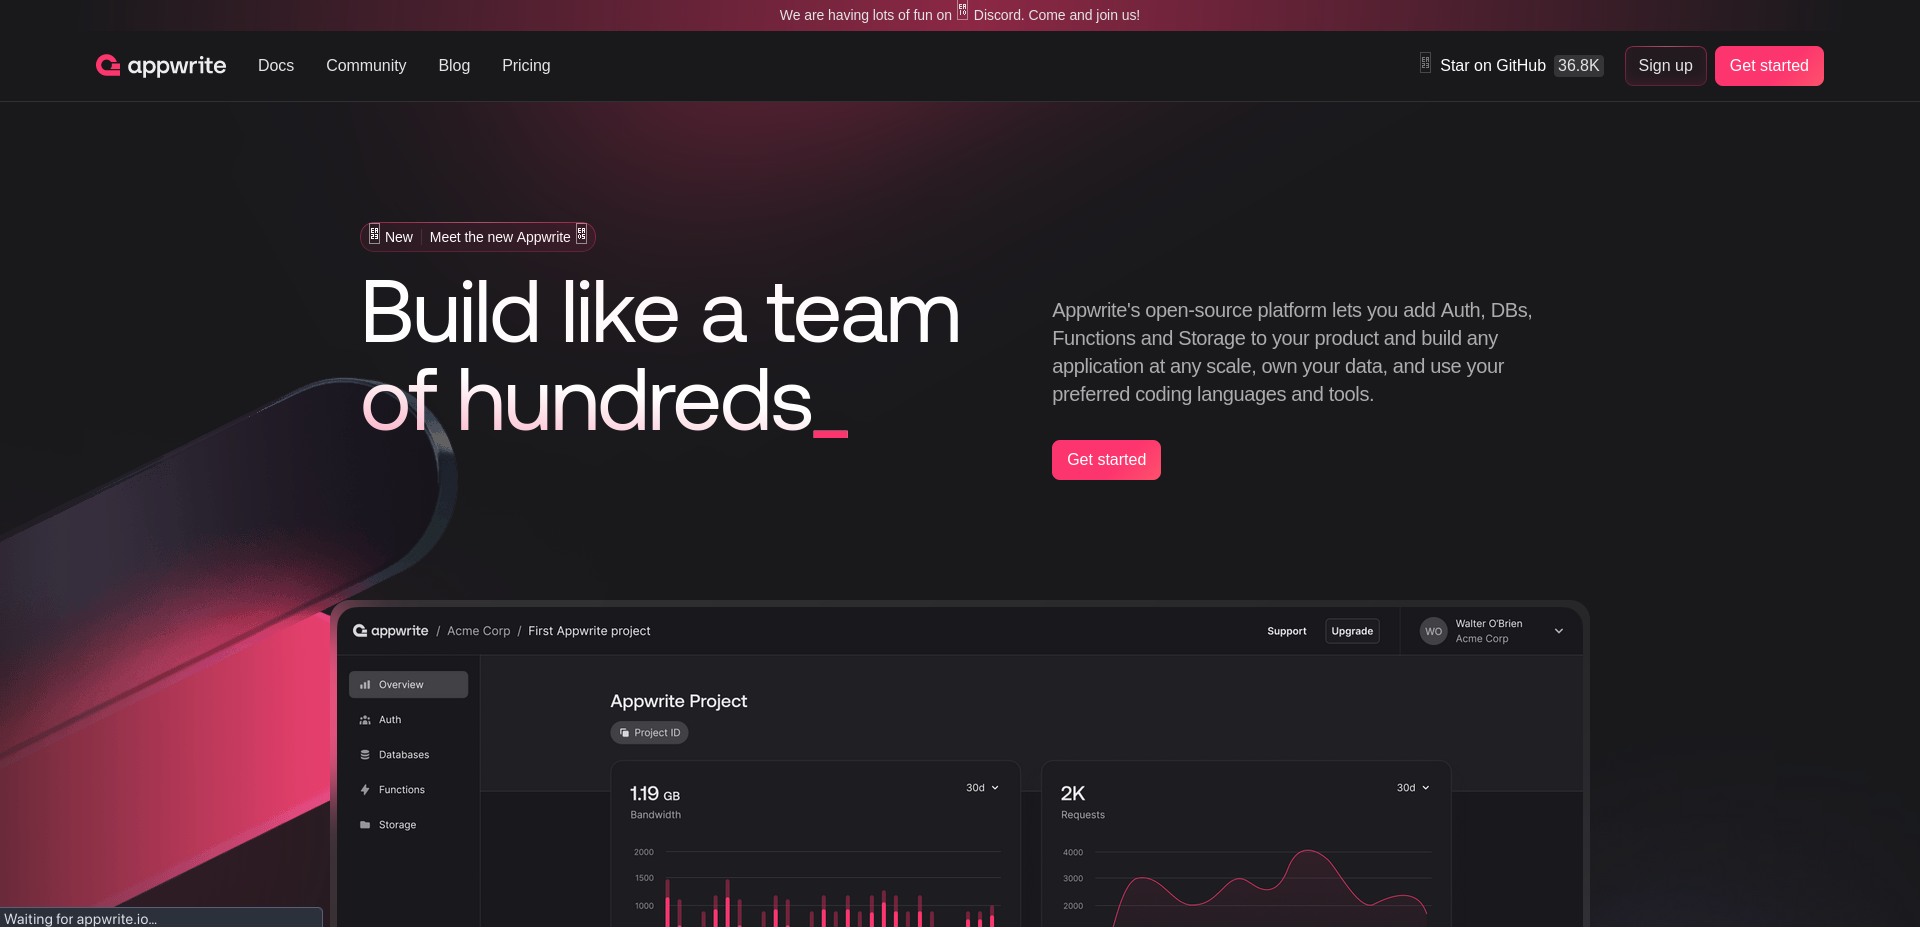 We are having lots of fun on Discord. Come and join us!
appwrite
Docs
Community
Blog
Pricing
Star on GitHub 36.8K
Sign up
Get started
New Meet the new Appwrite
Build like a team
of hundreds_
Appwrite's open-source platform lets you add Auth, DBs,
Functions and Storage to your product and build any
application at any scale, own your data, and use your
preferred coding languages and tools.
Get started
appwrite / Acme Corp / First Appwrite project
Support
Upgrade
WO
Walter O'Brien
Acme Corp
Overview
Auth
Databases
Functions
Storage
Appwrite Project
Project ID
1.19 GB
30d
Bandwidth
2000
1500
1000
2K
30d
Requests
4000
3000
2000
Waiting for appwrite.io...